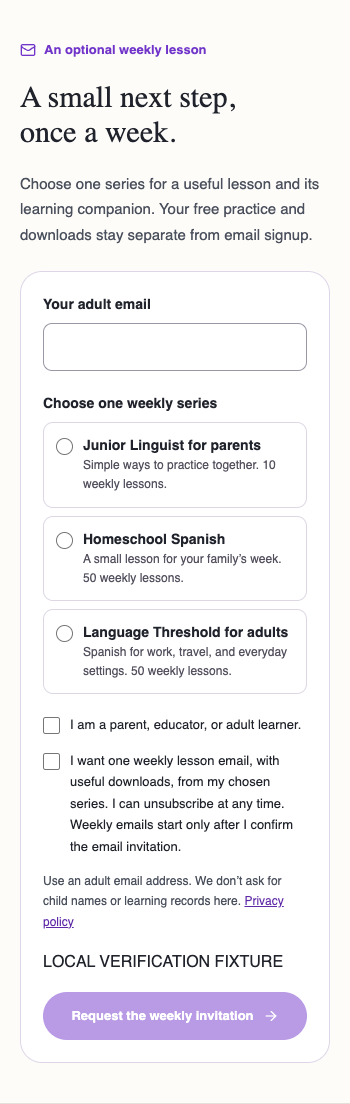 An optional weekly lesson
A small next step,
once a week.
Choose one series for a useful lesson and its
learning companion. Your free practice and
downloads stay separate from email signup.
Your adult email
Choose one weekly series
Junior Linguist for parents
Simple ways to practice together. 10
weekly lessons.
Homeschool Spanish
A small lesson for your family’s week.
50 weekly lessons.
Language Threshold for adults
Spanish for work, travel, and everyday
settings. 50 weekly lessons.
I am a parent, educator, or adult learner.
I want one weekly lesson email, with
useful downloads, from my chosen
series. I can unsubscribe at any time.
Weekly emails start only after I confirm
the email invitation.
Use an adult email address. We don’t ask for
child names or learning records here. Privacy
policy
LOCAL VERIFICATION FIXTURE
Request the weekly invitation →